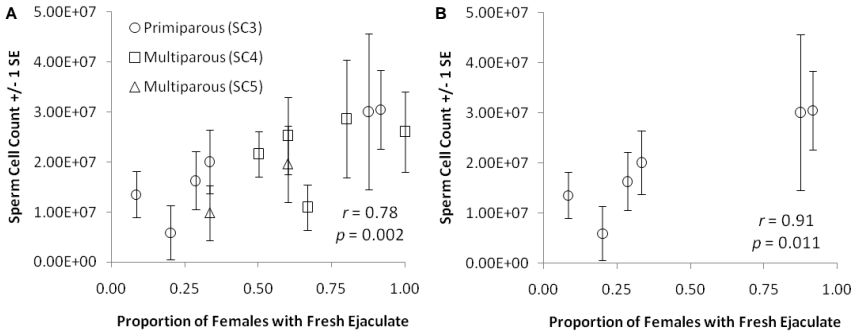 A
Sperm Cell Count +/- 1 SE
5.00E+07
4.00E+07
3.00E+07
2.00E+07
1.00E+07
0.00E+00
Primiparous (SC3)
Multiparous (SC4)
Multiparous (SC5)
r = 0.78
p = 0.002
0.00 0.25 0.50 0.75 1.00
Proportion of Females with Fresh Ejaculate
B
Sperm Cell Count +/- 1 SE
5.00E+07
4.00E+07
3.00E+07
2.00E+07
1.00E+07
0.00E+00
r = 0.91
p = 0.011
0.00 0.25 0.50 0.75 1.00
Proportion of Females with Fresh Ejaculate